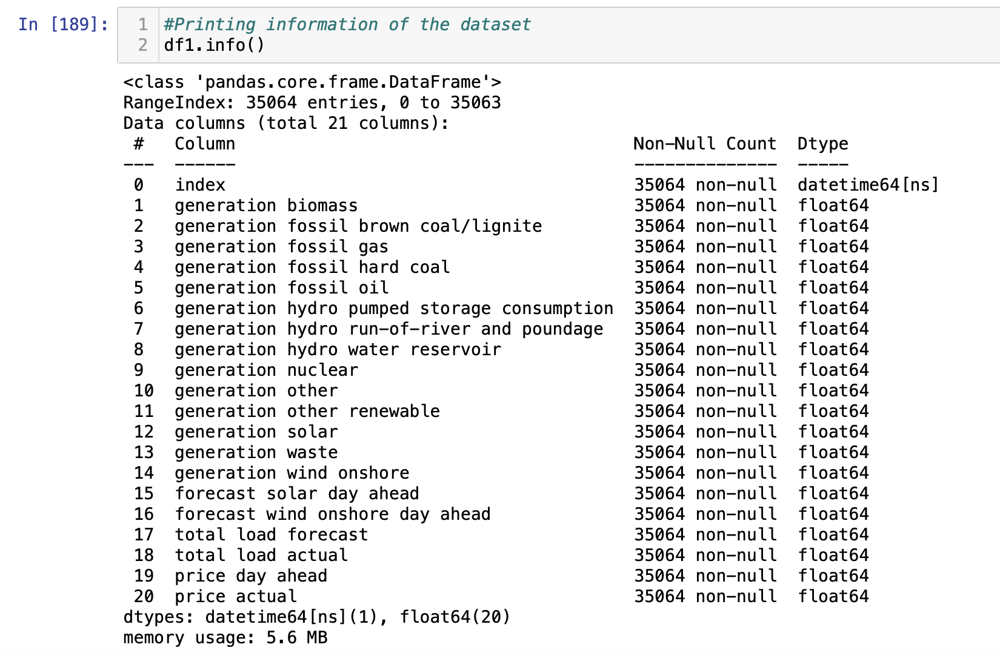 In [189]:
1 #Printing information of the dataset
2 df1.info()
<class 'pandas.core.frame.DataFrame'>
RangeIndex: 35064 entries, 0 to 35063
Data columns (total 21 columns):
 #   Column                                       Non-Null Count  Dtype
---  ------                                       --------------  -----
 0   index                                        35064 non-null  datetime64[ns]
 1   generation biomass                           35064 non-null  float64
 2   generation fossil brown coal/lignite         35064 non-null  float64
 3   generation fossil gas                        35064 non-null  float64
 4   generation fossil hard coal                  35064 non-null  float64
 5   generation fossil oil                        35064 non-null  float64
 6   generation hydro pumped storage consumption  35064 non-null  float64
 7   generation hydro run-of-river and poundage   35064 non-null  float64
 8   generation hydro water reservoir             35064 non-null  float64
 9   generation nuclear                           35064 non-null  float64
 10  generation other                             35064 non-null  float64
 11  generation other renewable                   35064 non-null  float64
 12  generation solar                             35064 non-null  float64
 13  generation waste                             35064 non-null  float64
 14  generation wind onshore                      35064 non-null  float64
 15  forecast solar day ahead                     35064 non-null  float64
 16  forecast wind onshore day ahead              35064 non-null  float64
 17  total load forecast                          35064 non-null  float64
 18  total load actual                            35064 non-null  float64
 19  price day ahead                              35064 non-null  float64
 20  price actual                                 35064 non-null  float64
dtypes: datetime64[ns](1), float64(20)
memory usage: 5.6 MB